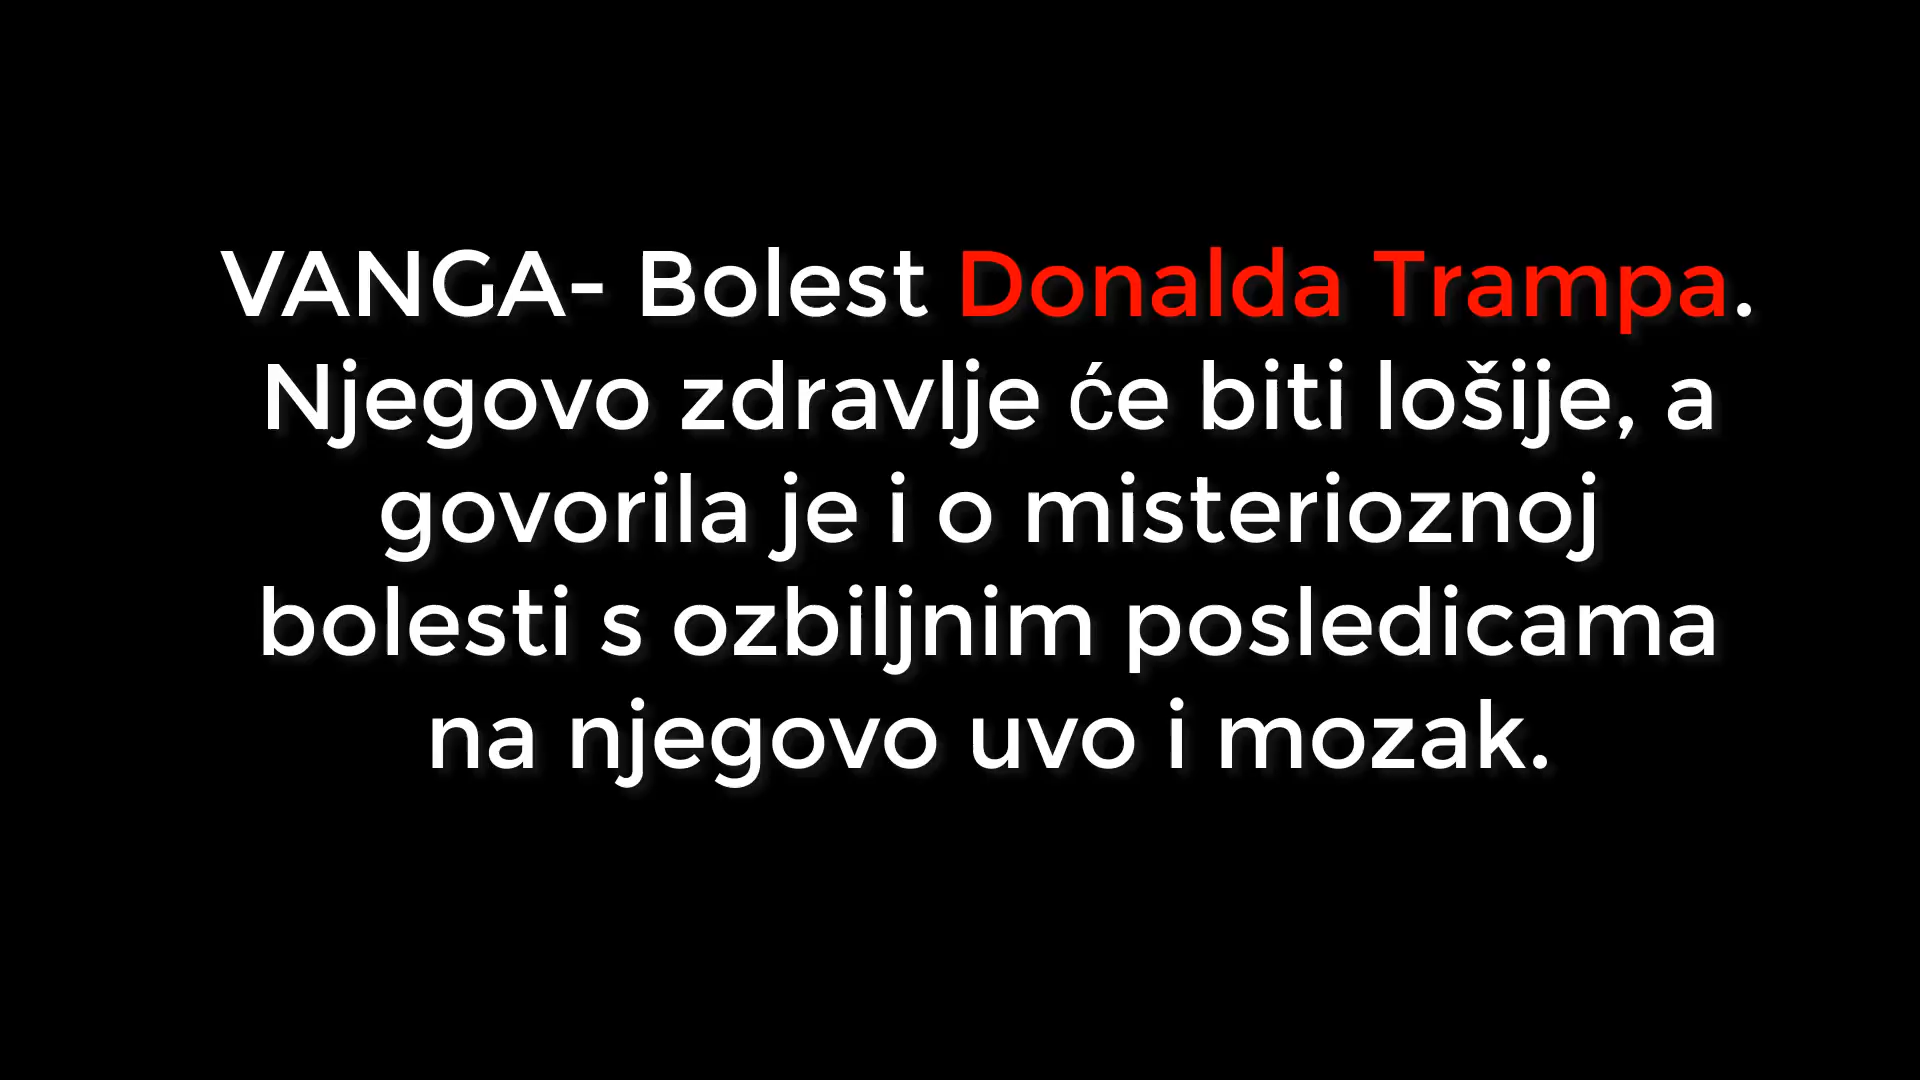 VANGA- Bolest Donalda Trampa.
Njegovo zdravlje će biti lošije, a
govorila je i o misterioznoj
bolesti s ozbiljnim posledicama
na njegovo uvo i mozak.